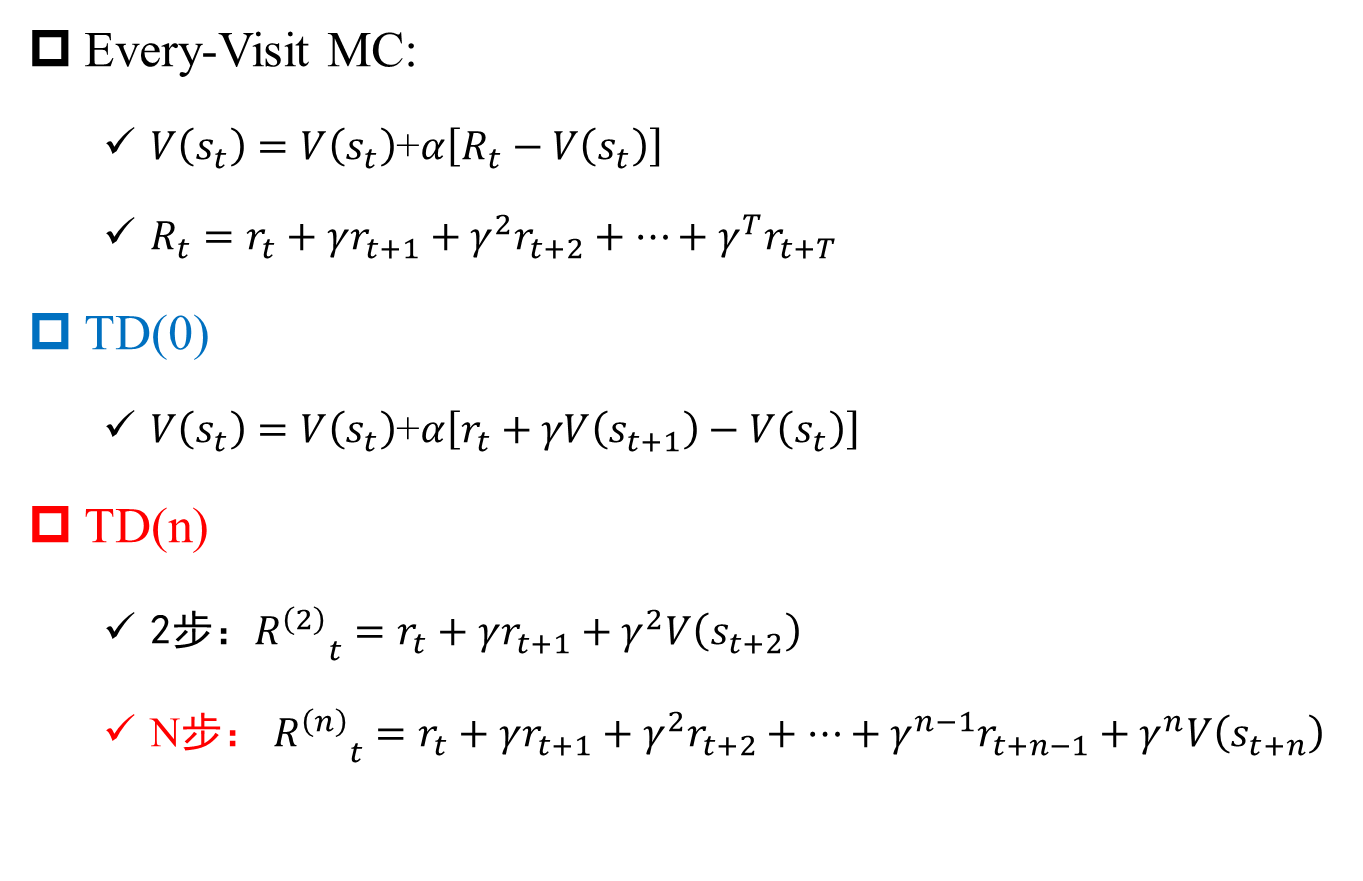 Every-Visit MC:
✓ V(s_t) = V(s_t)+α[R_t − V(s_t)]
✓ R_t = r_t + γr_{t+1} + γ^2 r_{t+2} + ⋯ + γ^T r_{t+T}
TD(0)
✓ V(s_t) = V(s_t)+α[r_t + γV(s_{t+1}) − V(s_t)]
TD(n)
✓ 2步：R^{(2)}_t = r_t + γr_{t+1} + γ^2 V(s_{t+2})
✓ N步： R^{(n)}_t = r_t + γr_{t+1} + γ^2 r_{t+2} + ⋯ + γ^{n−1} r_{t+n−1} + γ^n V(s_{t+n})